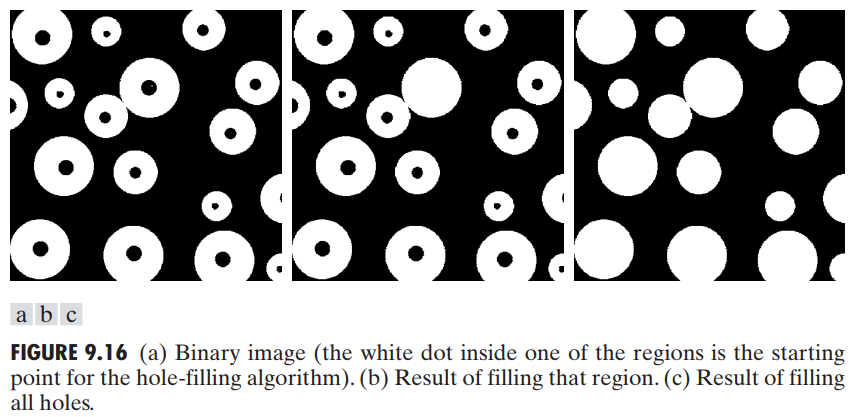 a b c
FIGURE 9.16 (a) Binary image (the white dot inside one of the regions is the starting
point for the hole-filling algorithm). (b) Result of filling that region. (c) Result of filling
all holes.